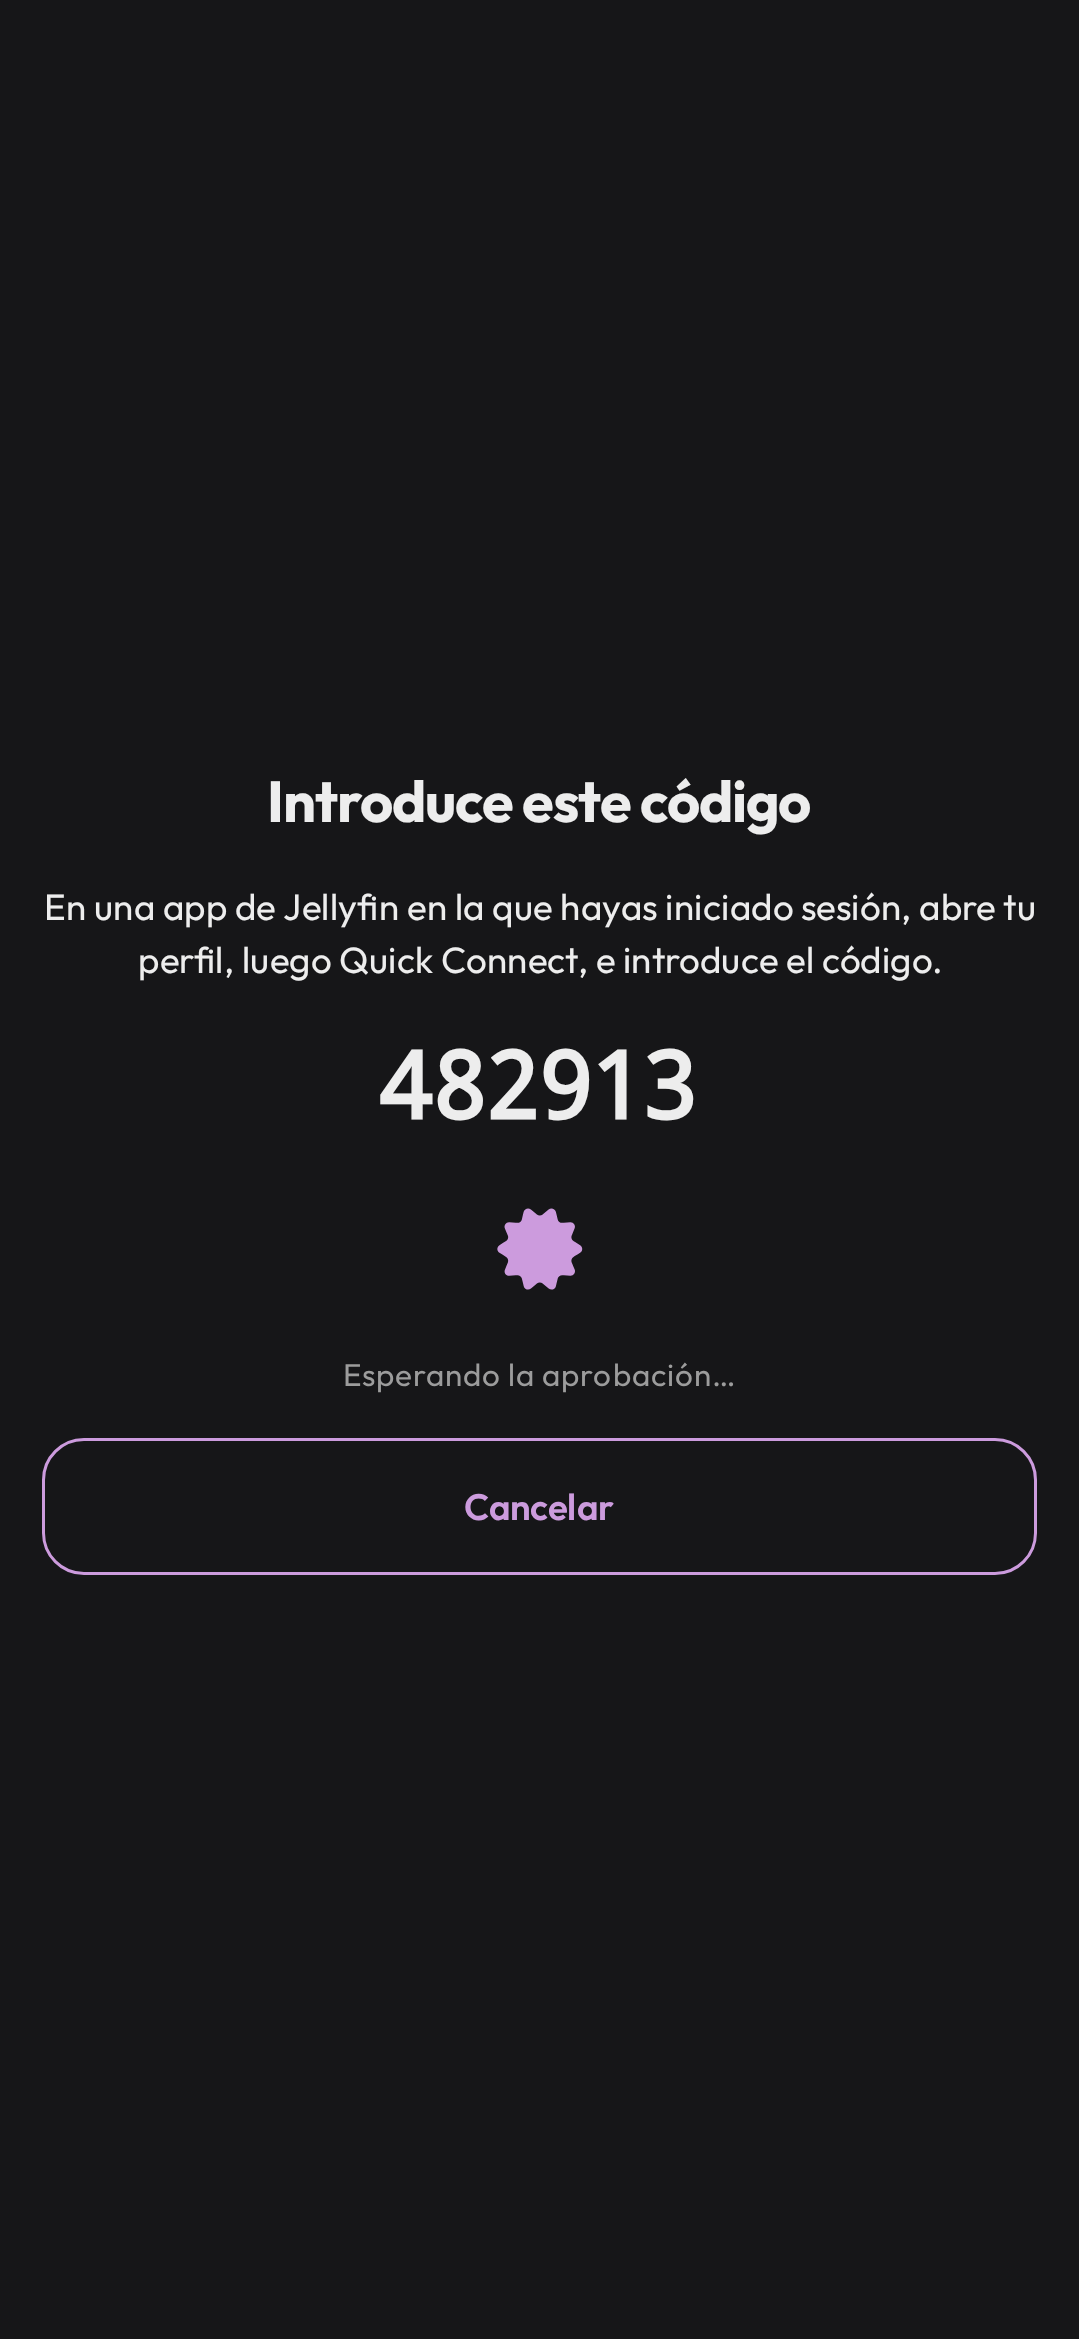 Introduce este código
En una app de Jellyfin en la que hayas iniciado sesión, abre tu
perfil, luego Quick Connect, e introduce el código.
482913
Esperando la aprobación…
Cancelar